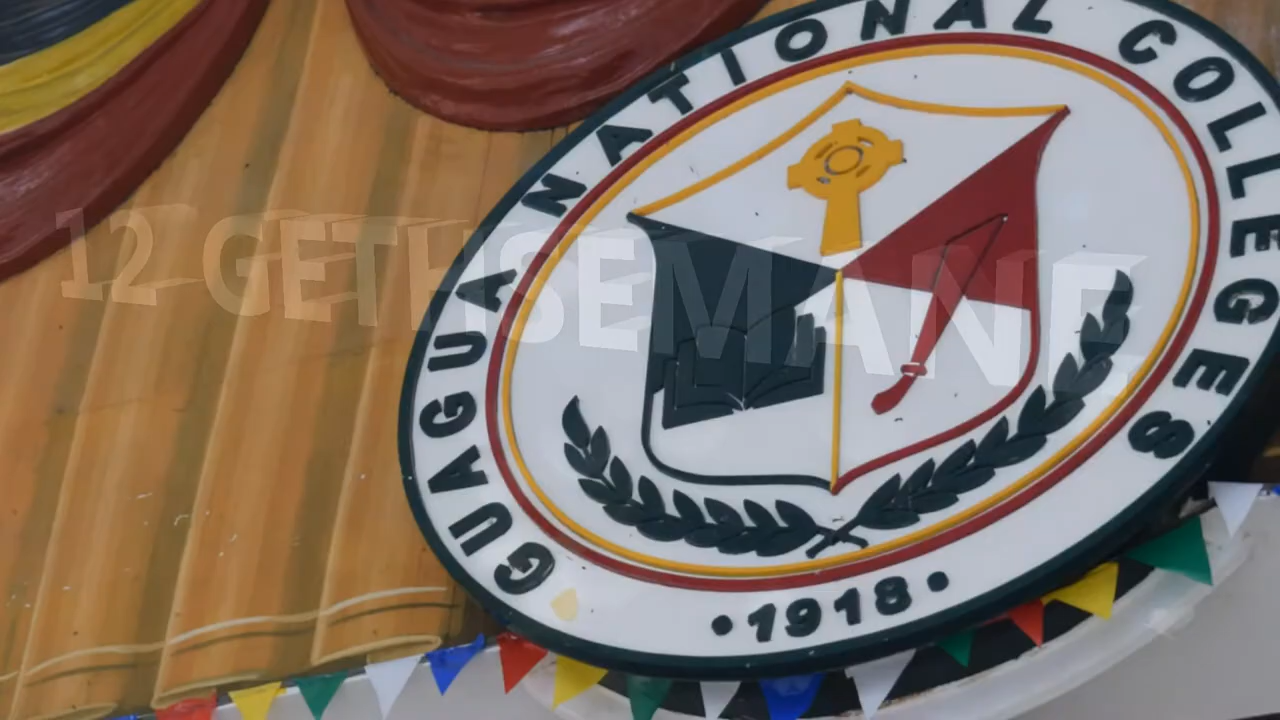 GUAGUA NATIONAL COLLEGES
12 GETHSEMANE
• 1918 •